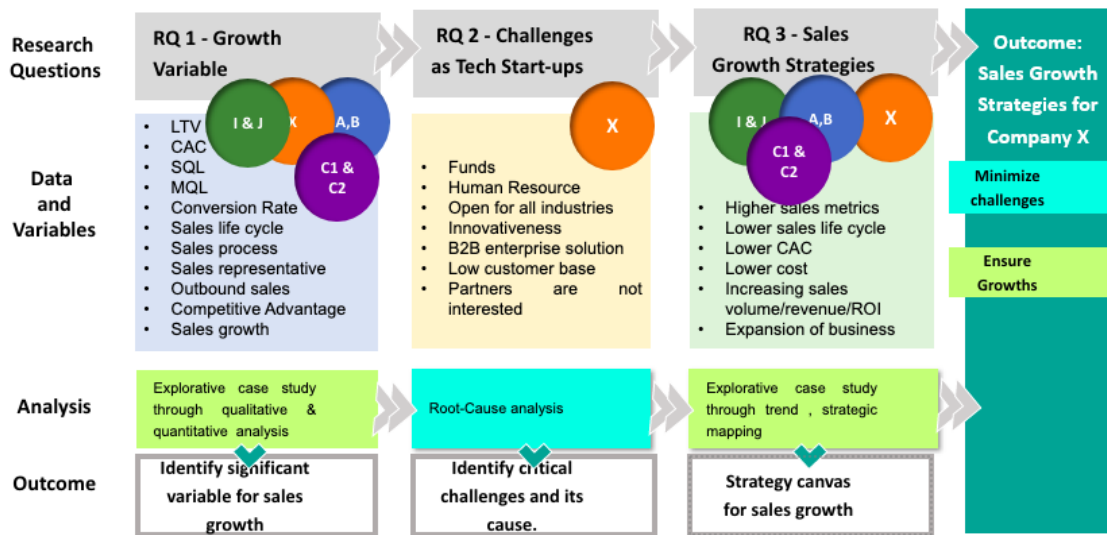 Research
Questions
RQ 1 - Growth
Variable
RQ 2 - Challenges
as Tech Start-ups
RQ 3 - Sales
Growth Strategies
Outcome:
Sales Growth
Strategies for
Company X
Minimize
challenges
Ensure
Growths
Data
and
Variables
I & J
X
A,B
C1 &
C2
• LTV
• CAC
• SQL
• MQL
• Conversion Rate
• Sales life cycle
• Sales process
• Sales representative
• Outbound sales
• Competitive Advantage
• Sales growth
X
• Funds
• Human Resource
• Open for all industries
• Innovativeness
• B2B enterprise solution
• Low customer base
• Partners are not
interested
I & J
A,B
X
C1 &
C2
• Higher sales metrics
• Lower sales life cycle
• Lower CAC
• Lower cost
• Increasing sales
volume/revenue/ROI
• Expansion of business
Analysis
Explorative case study
through qualitative &
quantitative analysis
Root-Cause analysis
Explorative case study
through trend , strategic
mapping
Outcome
Identify significant
variable for sales
growth
Identify critical
challenges and its
cause.
Strategy canvas
for sales growth